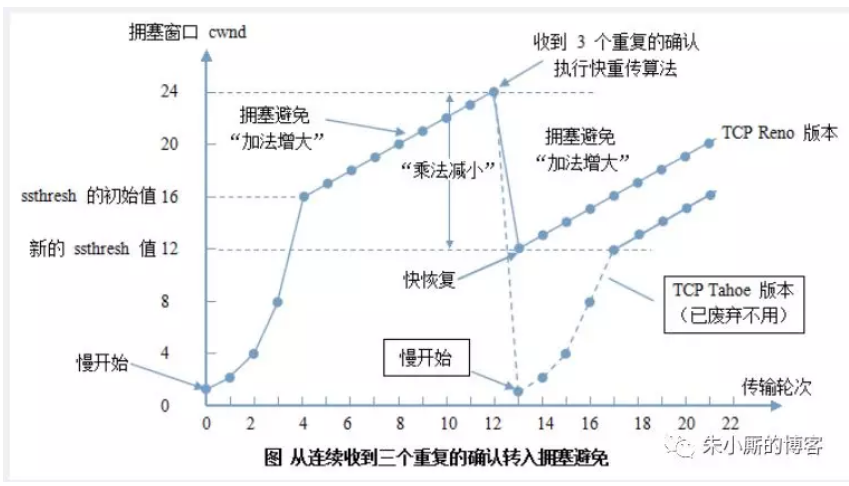 拥塞窗口 cwnd
收到 3 个重复的确认
执行快重传算法
24
拥塞避免
“加法增大”
20
“乘法减小”
拥塞避免
“加法增大”
TCP Reno 版本
ssthresh 的初始值
16
新的 ssthresh 值
12
快恢复
TCP Tahoe 版本
（已废弃不用）
8
慢开始
4
慢开始
传输轮次
0
0 2 4 6 8 10 12 13 14 15 16 17 18 20 22
图 从连续收到三个重复的确认转入拥塞避免
朱小厮的博客